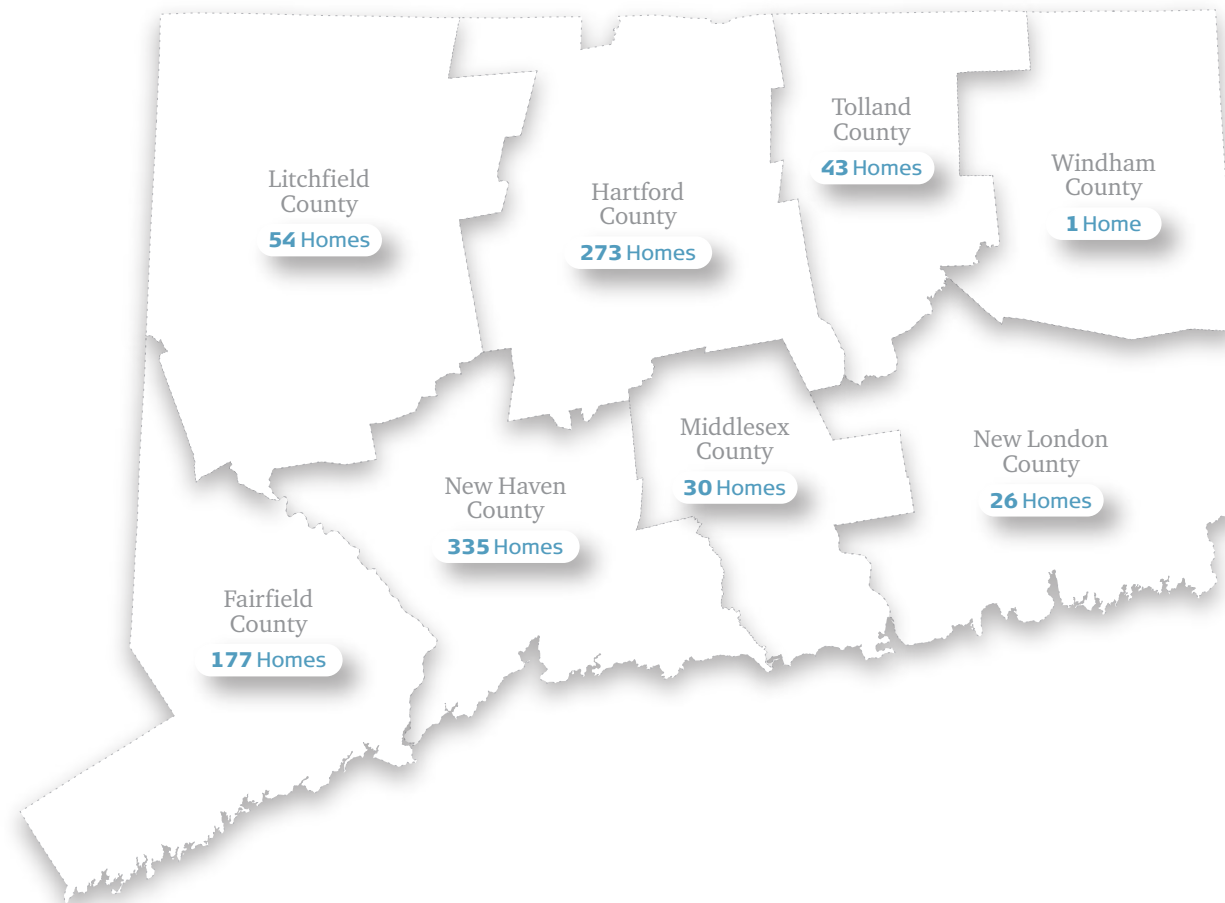 Tolland
County
43 Homes
Windham
County
1 Home
Litchfield
County
54 Homes
Hartford
County
273 Homes
Middlesex
County
30 Homes
New London
County
26 Homes
New Haven
County
335 Homes
Fairfield
County
177 Homes